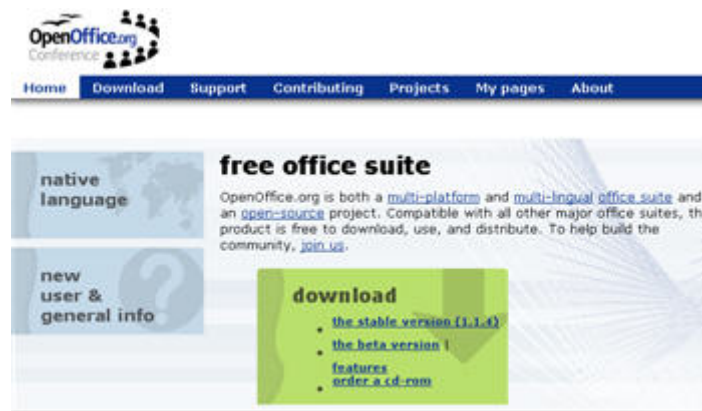 OpenOffice.org
Conference
Home Download Support Contributing Projects My pages About
native
language
free office suite
OpenOffice.org is both a multi-platform and multi-lingual office suite and
an open-source project. Compatible with all other major office suites, th
product is free to download, use, and distribute. To help build the
community, join us.
new
user &
general info
download
the stable version (1.1.4)
the beta version |
features
order a cd-rom